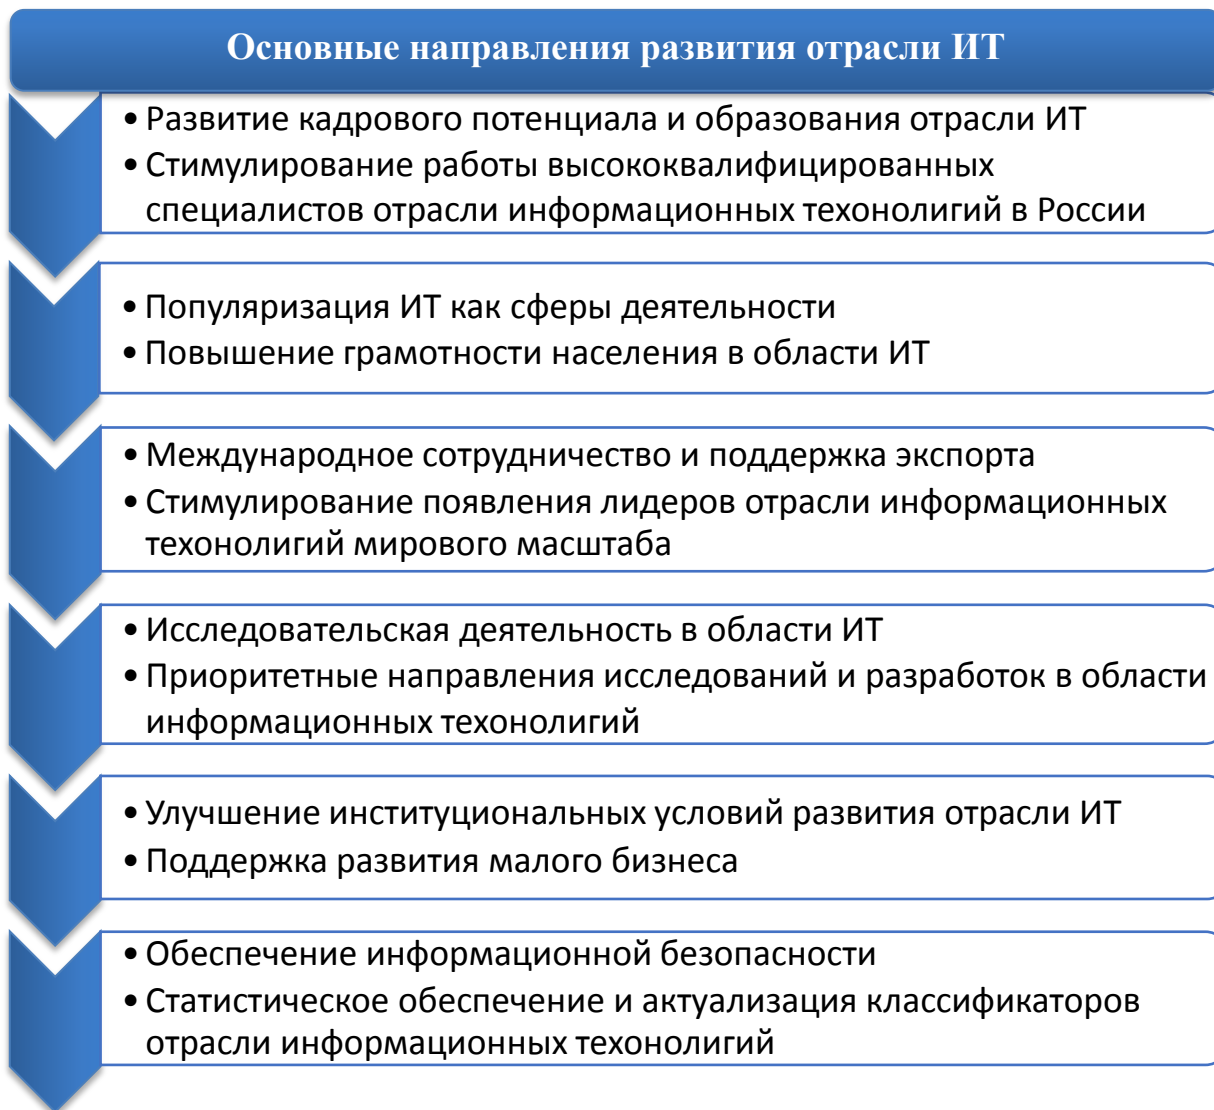 Основные направления развития отрасли ИТ
• Развитие кадрового потенциала и образования отрасли ИТ
• Стимулирование работы высококвалифицированных
специалистов отрасли информационных техонолигий в России
• Популяризация ИТ как сферы деятельности
• Повышение грамотности населения в области ИТ
• Международное сотрудничество и поддержка экспорта
• Стимулирование появления лидеров отрасли информационных
техонолигий мирового масштаба
• Исследовательская деятельность в области ИТ
• Приоритетные направления исследований и разработок в области
информационных техонолигий
• Улучшение институциональных условий развития отрасли ИТ
• Поддержка развития малого бизнеса
• Обеспечение информационной безопасности
• Статистическое обеспечение и актуализация классификаторов
отрасли информационных техонолигий